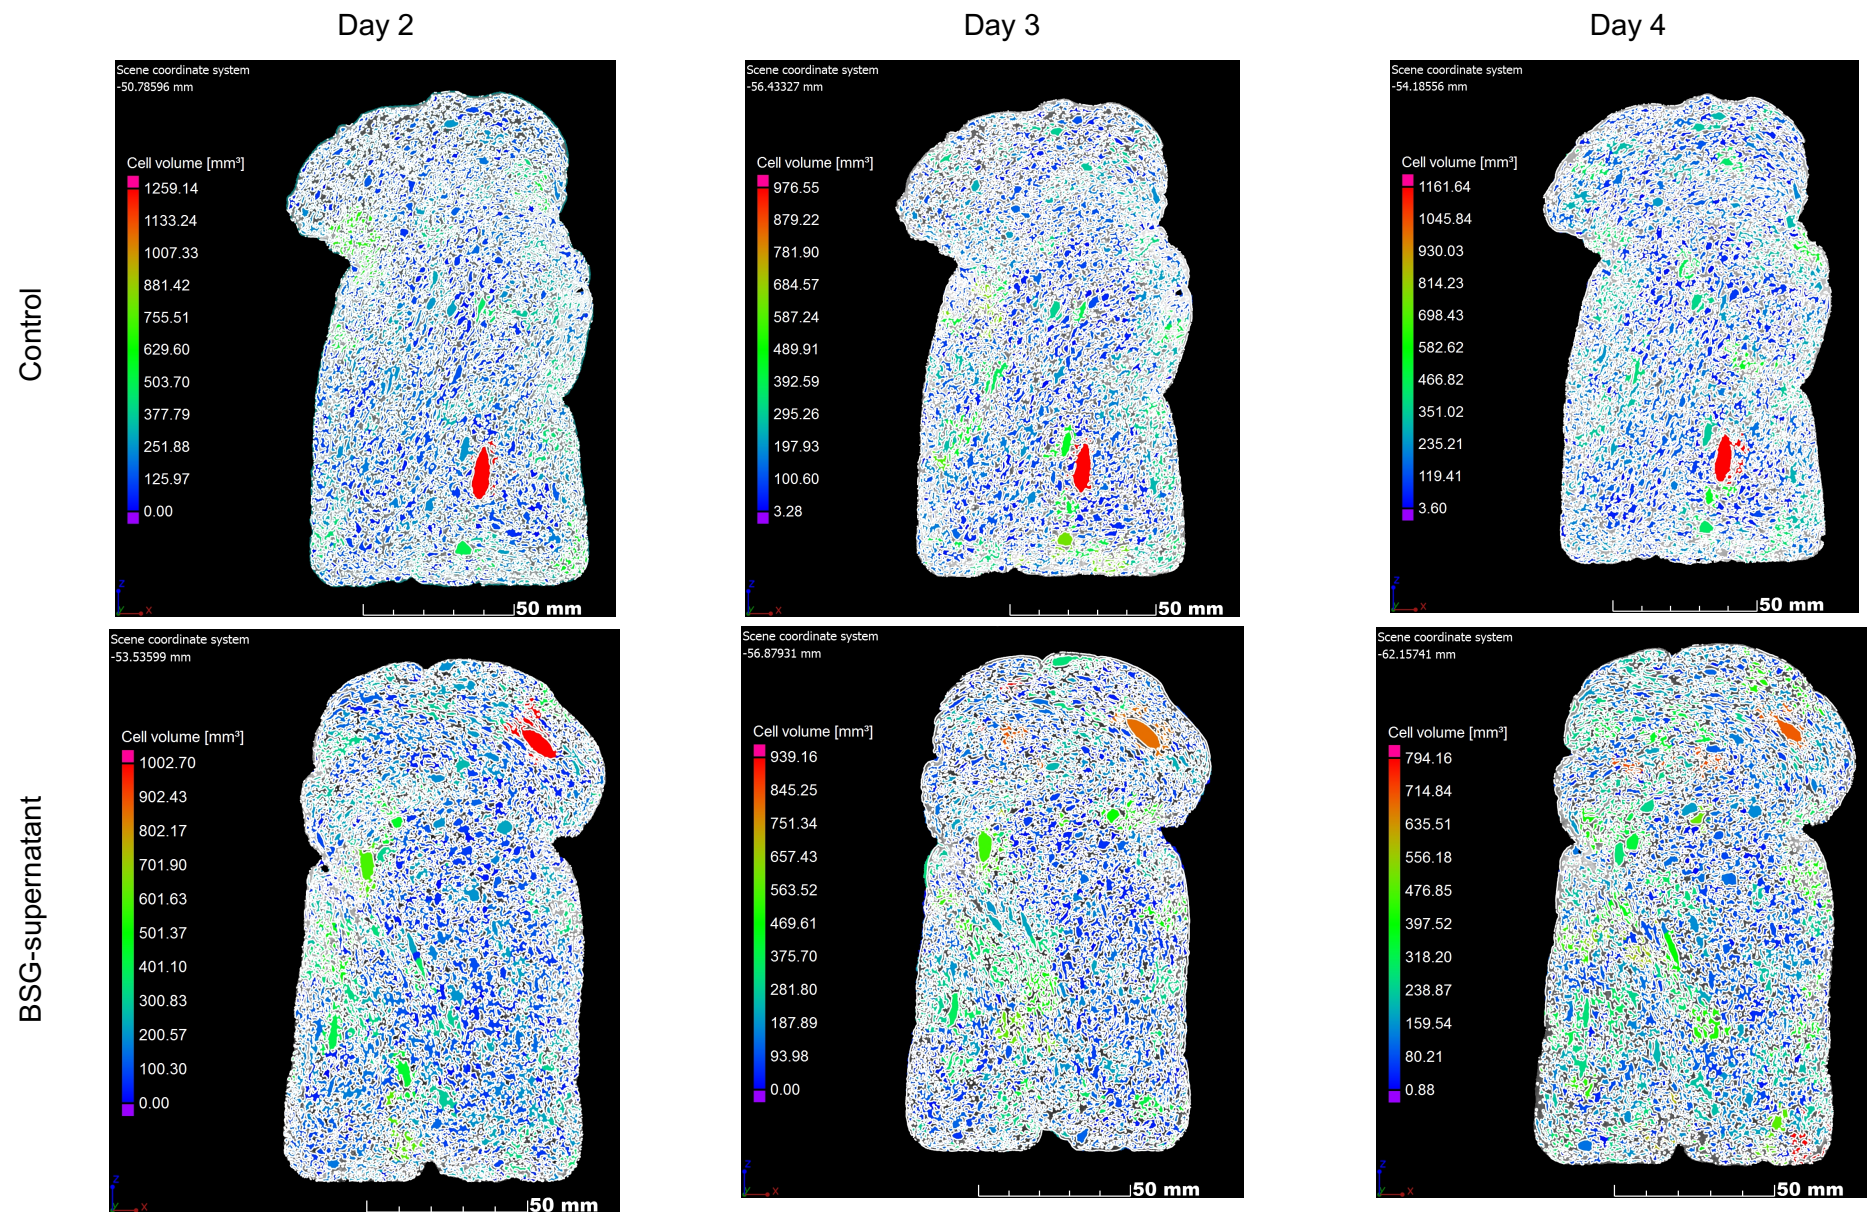 Day 2
Day 3
Day 4
Control
Scene coordinate system
-50.78596 mm
Cell volume [mm³]
1259.14
1133.24
1007.33
881.42
755.51
629.60
503.70
377.79
251.88
125.97
0.00
z
y
x
50 mm
Scene coordinate system
-56.43327 mm
Cell volume [mm³]
976.55
879.22
781.90
684.57
587.24
489.91
392.59
295.26
197.93
100.60
3.28
z
y
x
50 mm
Scene coordinate system
-54.18556 mm
Cell volume [mm³]
1161.64
1045.84
930.03
814.23
698.43
582.62
466.82
351.02
235.21
119.41
3.60
z
y
x
50 mm
BSG-supernatant
Scene coordinate system
-53.53599 mm
Cell volume [mm³]
1002.70
902.43
802.17
701.90
601.63
501.37
401.10
300.83
200.57
100.30
0.00
z
y
x
50 mm
Scene coordinate system
-56.87931 mm
Cell volume [mm³]
939.16
845.25
751.34
657.43
563.52
469.61
375.70
281.80
187.89
93.98
0.00
z
y
x
50 mm
Scene coordinate system
-62.15741 mm
Cell volume [mm³]
794.16
714.84
635.51
556.18
476.85
397.52
318.20
238.87
159.54
80.21
0.88
z
y
x
50 mm